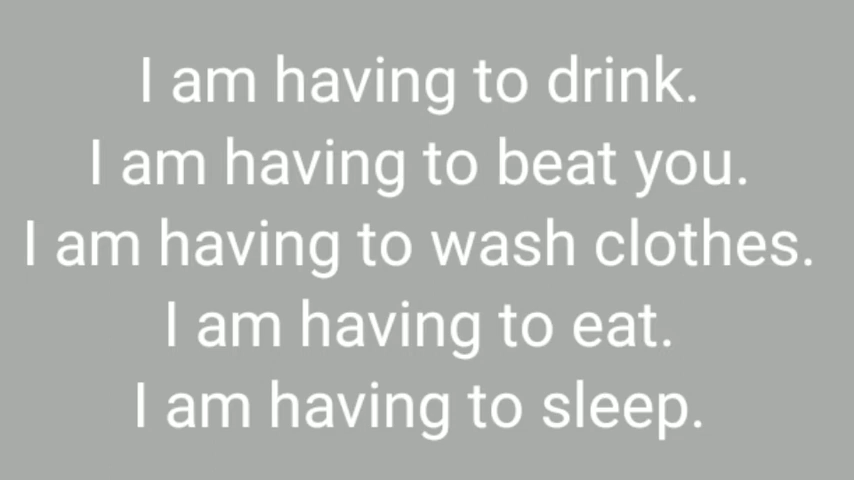 I am having to drink.
I am having to beat you.
I am having to wash clothes.
I am having to eat.
I am having to sleep.